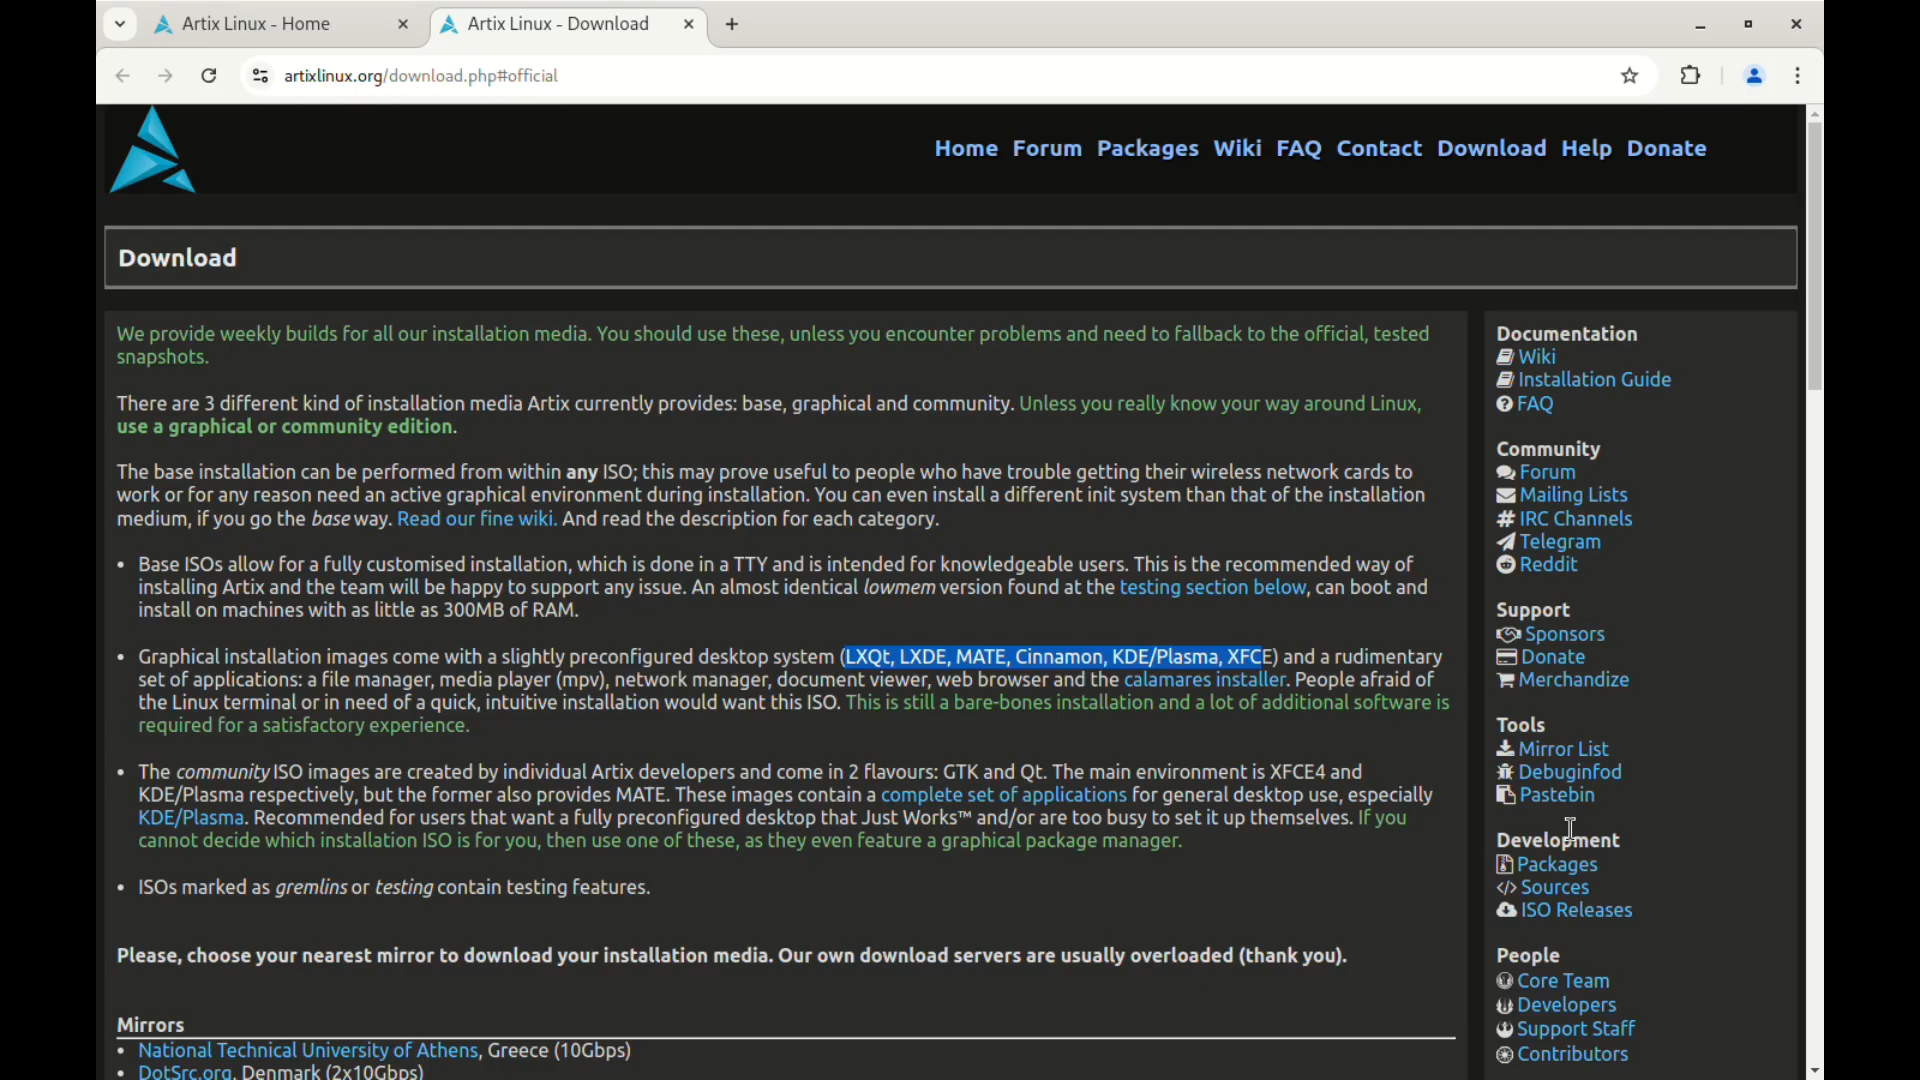 Artix Linux - Home
Artix Linux - Download
artixlinux.org/download.php#official
Home Forum Packages Wiki FAQ Contact Download Help Donate
Download
We provide weekly builds for all our installation media. You should use these, unless you encounter problems and need to fallback to the official, tested
snapshots.
There are 3 different kind of installation media Artix currently provides: base, graphical and community. Unless you really know your way around Linux,
use a graphical or community edition.
The base installation can be performed from within any ISO; this may prove useful to people who have trouble getting their wireless network cards to
work or for any reason need an active graphical environment during installation. You can even install a different init system than that of the installation
medium, if you go the base way. Read our fine wiki. And read the description for each category.
• Base ISOs allow for a fully customised installation, which is done in a TTY and is intended for knowledgeable users. This is the recommended way of
installing Artix and the team will be happy to support any issue. An almost identical lowmem version found at the testing section below, can boot and
install on machines with as little as 300MB of RAM.
• Graphical installation images come with a slightly preconfigured desktop system (LXQt, LXDE, MATE, Cinnamon, KDE/Plasma, XFCE) and a rudimentary
set of applications: a file manager, media player (mpv), network manager, document viewer, web browser and the calamares installer. People afraid of
the Linux terminal or in need of a quick, intuitive installation would want this ISO. This is still a bare-bones installation and a lot of additional software is
required for a satisfactory experience.
• The community ISO images are created by individual Artix developers and come in 2 flavours: GTK and Qt. The main environment is XFCE4 and
KDE/Plasma respectively, but the former also provides MATE. These images contain a complete set of applications for general desktop use, especially
KDE/Plasma. Recommended for users that want a fully preconfigured desktop that Just Works™ and/or are too busy to set it up themselves. If you
cannot decide which installation ISO is for you, then use one of these, as they even feature a graphical package manager.
• ISOs marked as gremlins or testing contain testing features.
Please, choose your nearest mirror to download your installation media. Our own download servers are usually overloaded (thank you).
Mirrors
• National Technical University of Athens, Greece (10Gbps)
• DotSrc.org, Denmark (2x10Gbps)
Documentation
Wiki
Installation Guide
FAQ
Community
Forum
Mailing Lists
IRC Channels
Telegram
Reddit
Support
Sponsors
Donate
Merchandize
Tools
Mirror List
Debuginfod
Pastebin
Development
Packages
Sources
ISO Releases
People
Core Team
Developers
Support Staff
Contributors